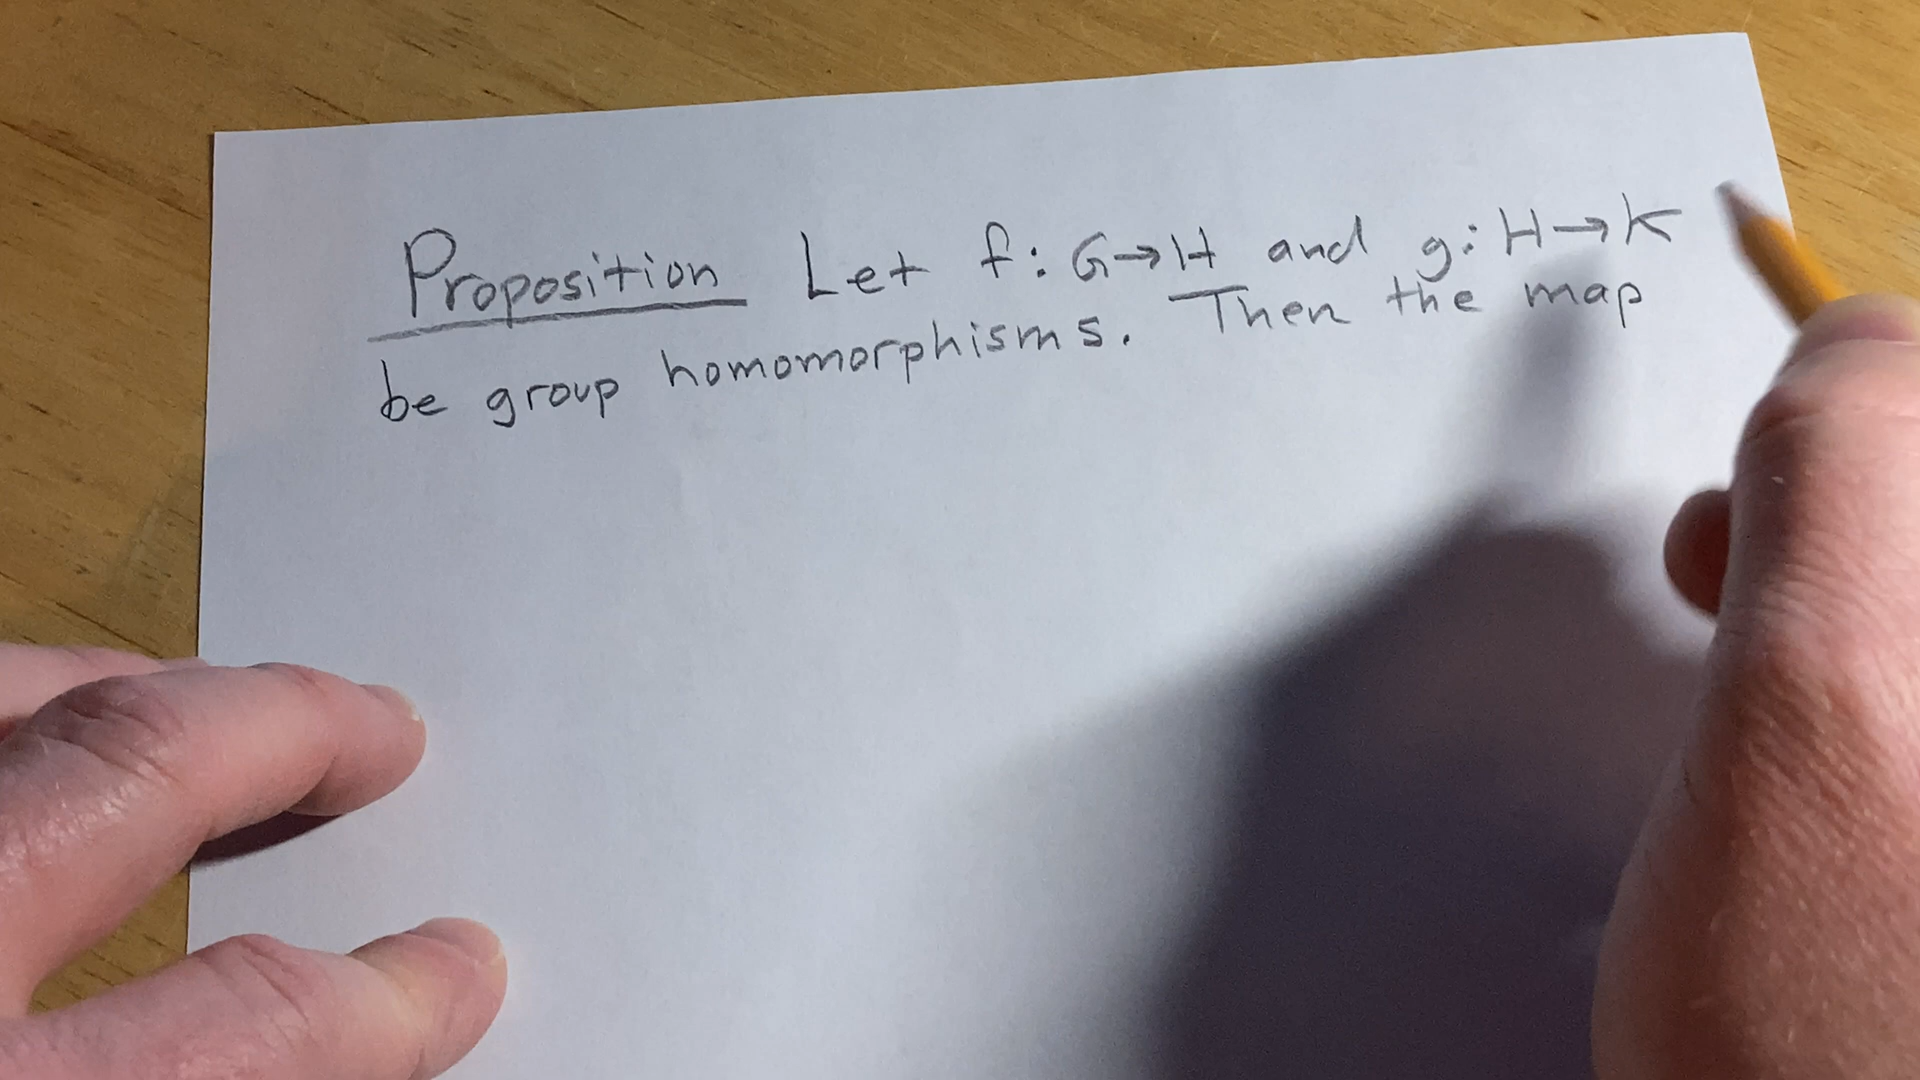 Proposition Let f: G→H and g: H→K
be group homomorphisms. Then the map